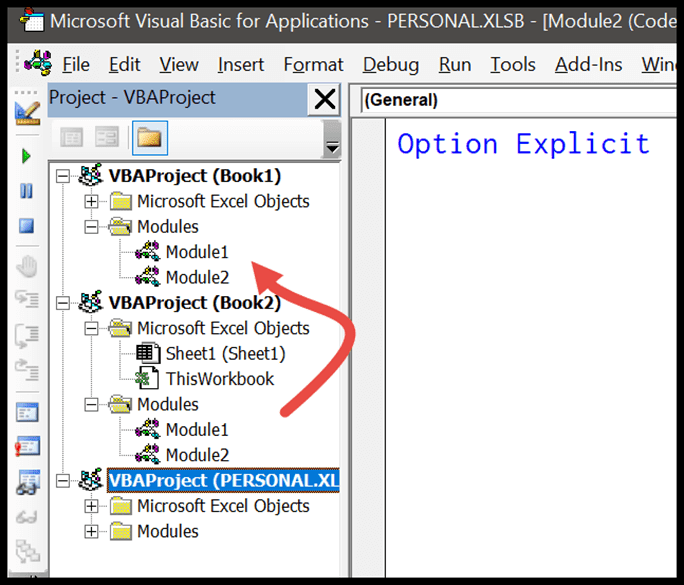 Microsoft Visual Basic for Applications - PERSONAL.XLSB - [Module2 (Code
File Edit View Insert Format Debug Run Tools Add-Ins Win
Project - VBAProject
(General)
Option Explicit
VBAProject (Book1)
Microsoft Excel Objects
Modules
Module1
Module2
VBAProject (Book2)
Microsoft Excel Objects
Sheet1 (Sheet1)
ThisWorkbook
Modules
Module1
Module2
VBAProject (PERSONAL.XL
Microsoft Excel Objects
Modules